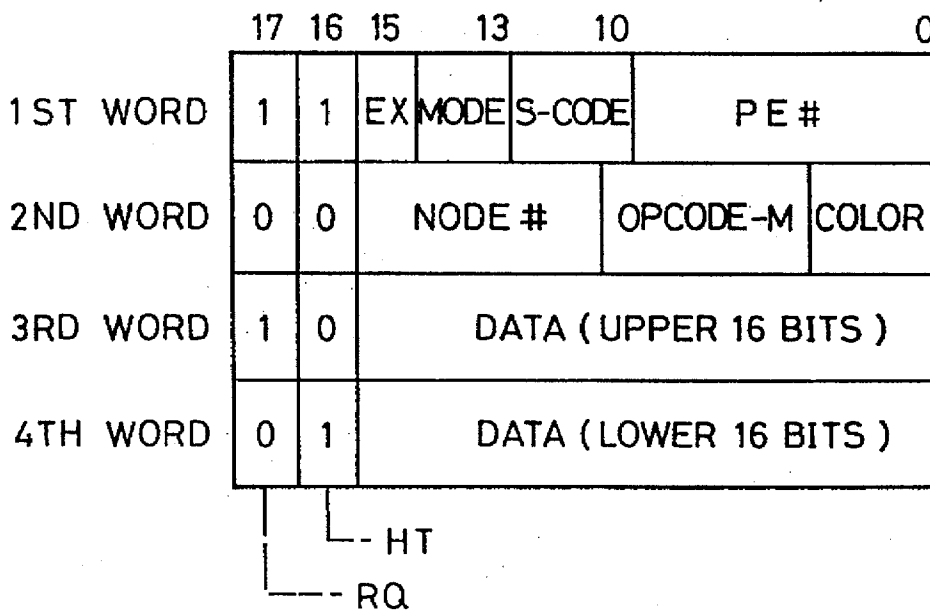 17 16 15 13 10 0
1ST WORD 1 1 EX MODE S-CODE PE#
2ND WORD 0 0 NODE # OPCODE-M COLOR
3RD WORD 1 0 DATA (UPPER 16 BITS)
4TH WORD 0 1 DATA (LOWER 16 BITS)
HT
RQ